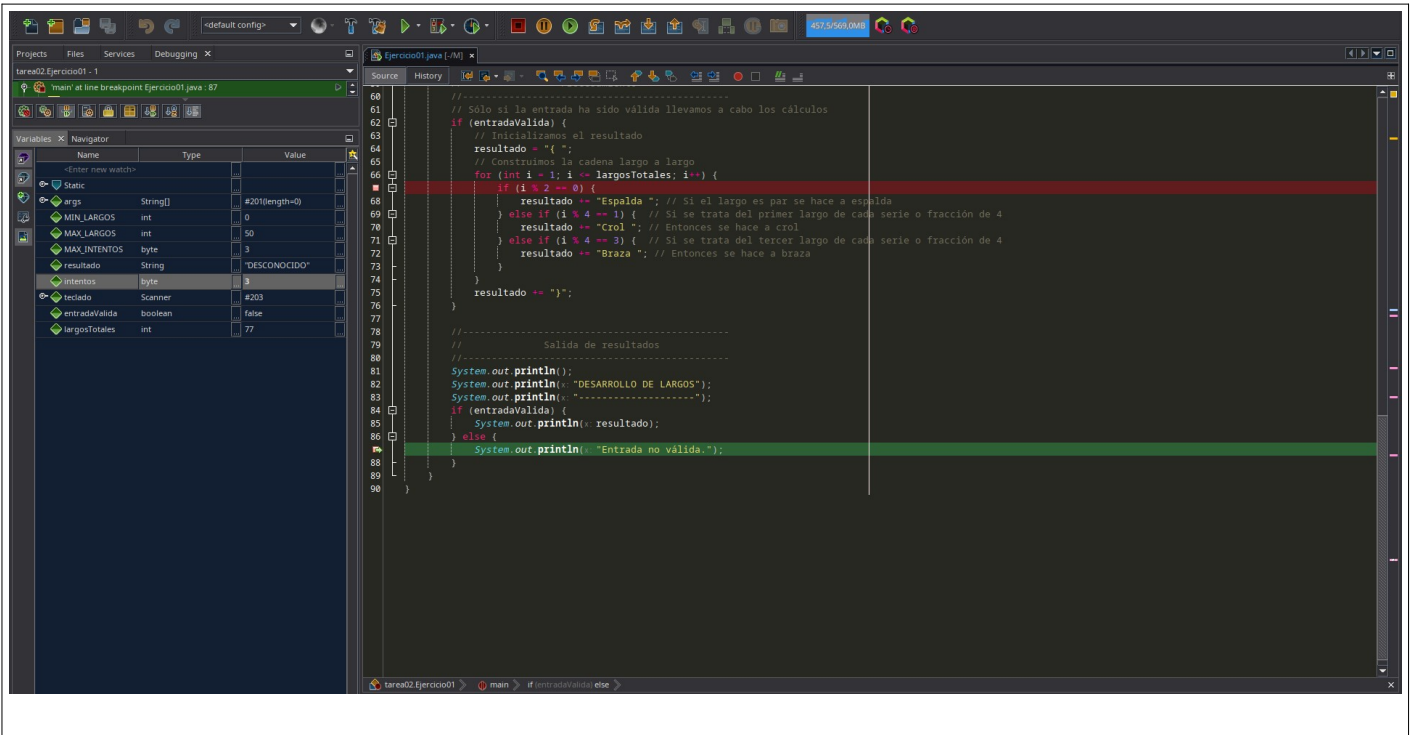 <default config>
457,5/569,0MB
Projects Files Services Debugging ×
tarea02.Ejercicio01 - 1
'main' at line breakpoint Ejercicio01.java : 87
Variables × Navigator
Name Type Value
<Enter new watch>
Static
args String[] #201(length=0)
MIN_LARGOS int 0
MAX_LARGOS int 50
MAX_INTENTOS byte 3
resultado String "DESCONOCIDO"
intentos byte 3
teclado Scanner #203
entradaValida boolean false
largosTotales int 77
Ejercicio01.java [-/M] ×
Source History
60 //----------------------------------------------
61 // Sólo si la entrada ha sido válida llevamos a cabo los cálculos
62 if (entradaValida) {
63 // Inicializamos el resultado
64 resultado = "{ ";
65 // Construimos la cadena largo a largo
66 for (int i = 1; i <= largosTotales; i++) {
if (i % 2 == 0) {
68 resultado += "Espalda "; // Si el largo es par se hace a espalda
69 } else if (i % 4 == 1) { // Si se trata del primer largo de cada serie o fracción de 4
70 resultado += "Crol "; // Entonces se hace a crol
71 } else if (i % 4 == 3) { // Si se trata del tercer largo de cada serie o fracción de 4
72 resultado += "Braza "; // Entonces se hace a braza
73 }
74 }
75 resultado += "}";
76 }
77
78 //----------------------------------------------
79 // Salida de resultados
80 //----------------------------------------------
81 System.out.println();
82 System.out.println(x: "DESARROLLO DE LARGOS");
83 System.out.println(x: "--------------------");
84 if (entradaValida) {
85 System.out.println(x: resultado);
86 } else {
System.out.println(x: "Entrada no válida.");
88 }
89 }
90 }
tarea02.Ejercicio01 main if (entradaValida) else ×